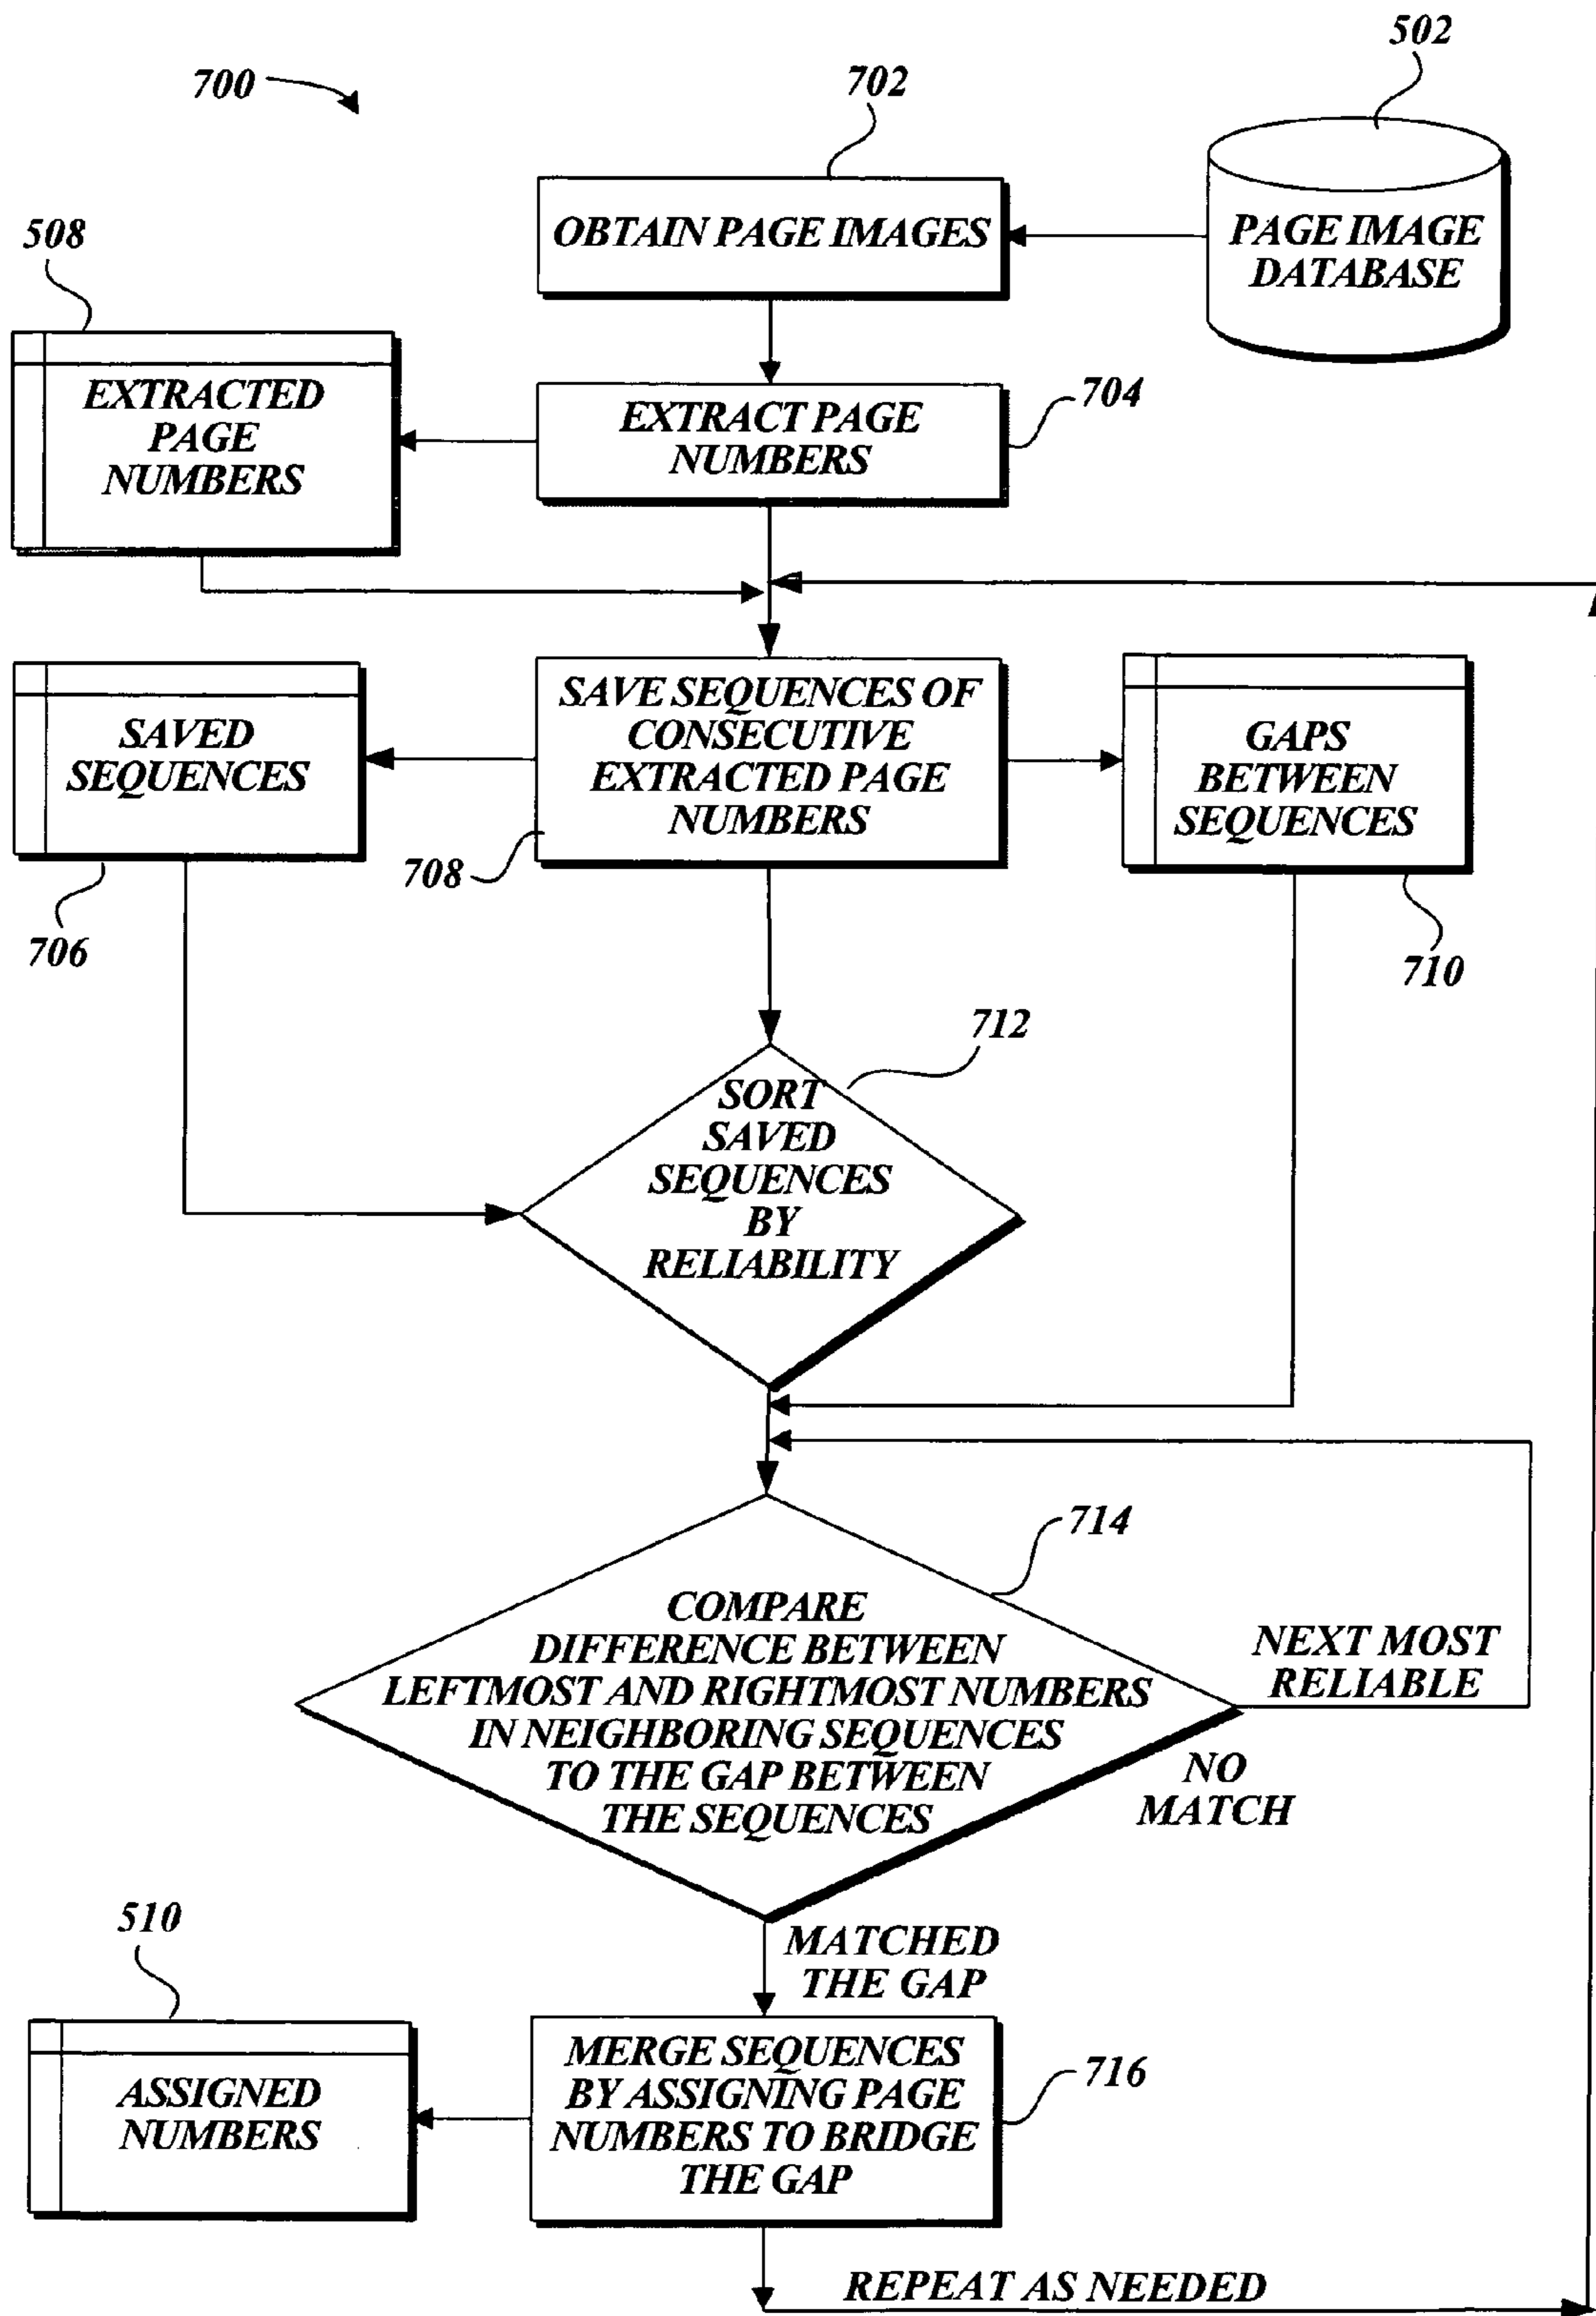 502
700
702
OBTAIN PAGE IMAGES
PAGE IMAGE
DATABASE
508
EXTRACTED
PAGE
NUMBERS
EXTRACT PAGE
NUMBERS
704
SAVED
SEQUENCES
706
SAVE SEQUENCES OF
CONSECUTIVE
EXTRACTED PAGE
NUMBERS
708
GAPS
BETWEEN
SEQUENCES
710
712
SORT
SAVED
SEQUENCES
BY
RELIABILITY
714
COMPARE
DIFFERENCE BETWEEN
LEFTMOST AND RIGHTMOST NUMBERS
IN NEIGHBORING SEQUENCES
TO THE GAP BETWEEN
THE SEQUENCES
NEXT MOST
RELIABLE
NO
MATCH
MATCHED
THE GAP
510
ASSIGNED
NUMBERS
MERGE SEQUENCES
BY ASSIGNING PAGE
NUMBERS TO BRIDGE
THE GAP
716
REPEAT AS NEEDED